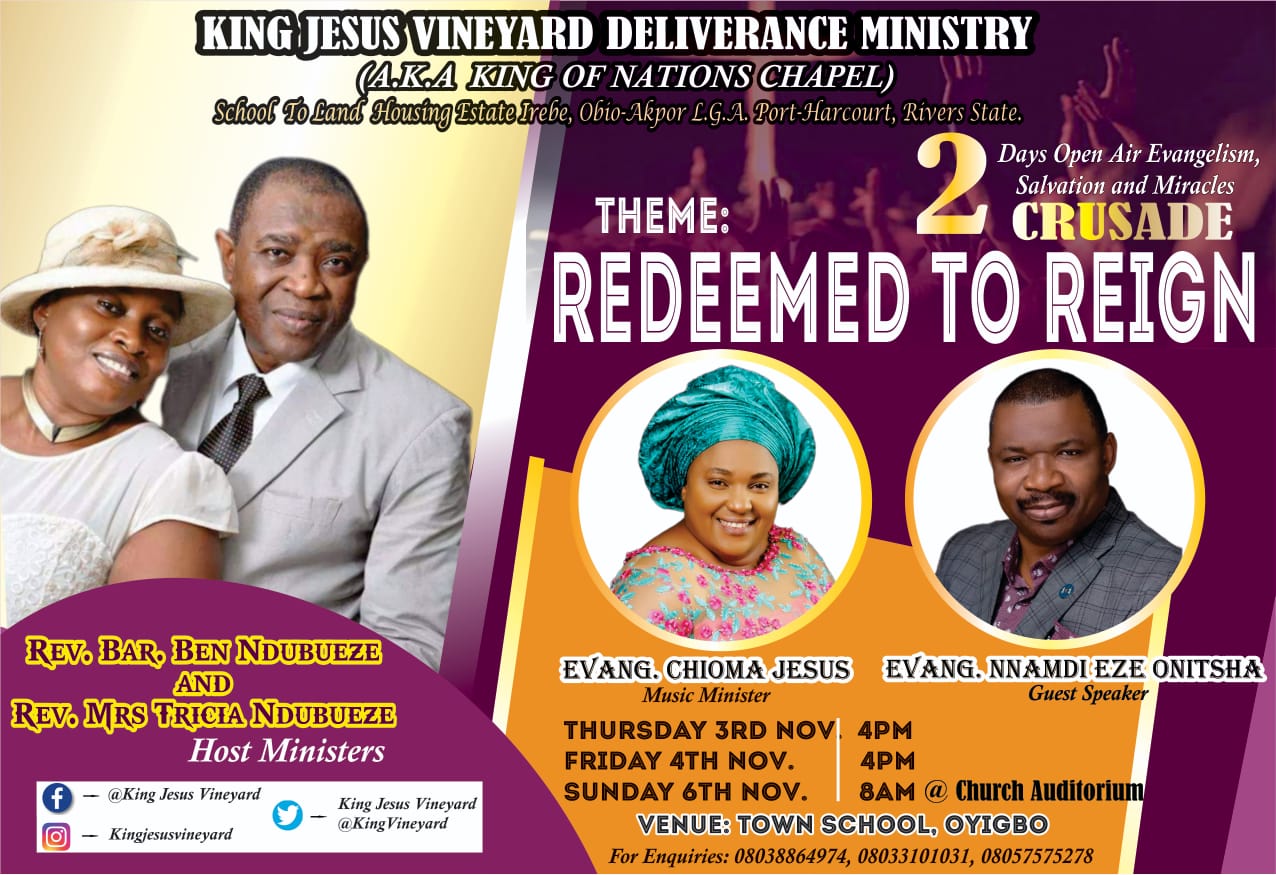 KING JESUS VINEYARD DELIVERANCE MINISTRY
(A.K.A KING OF NATIONS CHAPEL)
School To Land Housing Estate Irebe, Obio-Akpor L.G.A. Port-Harcourt, Rivers State.
2 Days Open Air Evangelism,
Salvation and Miracles
CRUSADE
THEME:
REDEEMED TO REIGN
EVANG. CHIOMA JESUS
Music Minister
EVANG. NNAMDI EZE ONITSHA
Guest Speaker
REV. BAR, BEN NDUBUEZE
AND
REV. MRS TRICIA NDUBUEZE
Host Ministers
@King Jesus Vineyard
Kingjesusvineyard
King Jesus Vineyard
@KingVineyard
THURSDAY 3RD NOV. 4PM
FRIDAY 4TH NOV. 4PM
SUNDAY 6TH NOV. 8AM @ Church Auditorium
VENUE: TOWN SCHOOL, OYIGBO
For Enquiries: 08038864974, 08033101031, 08057575278